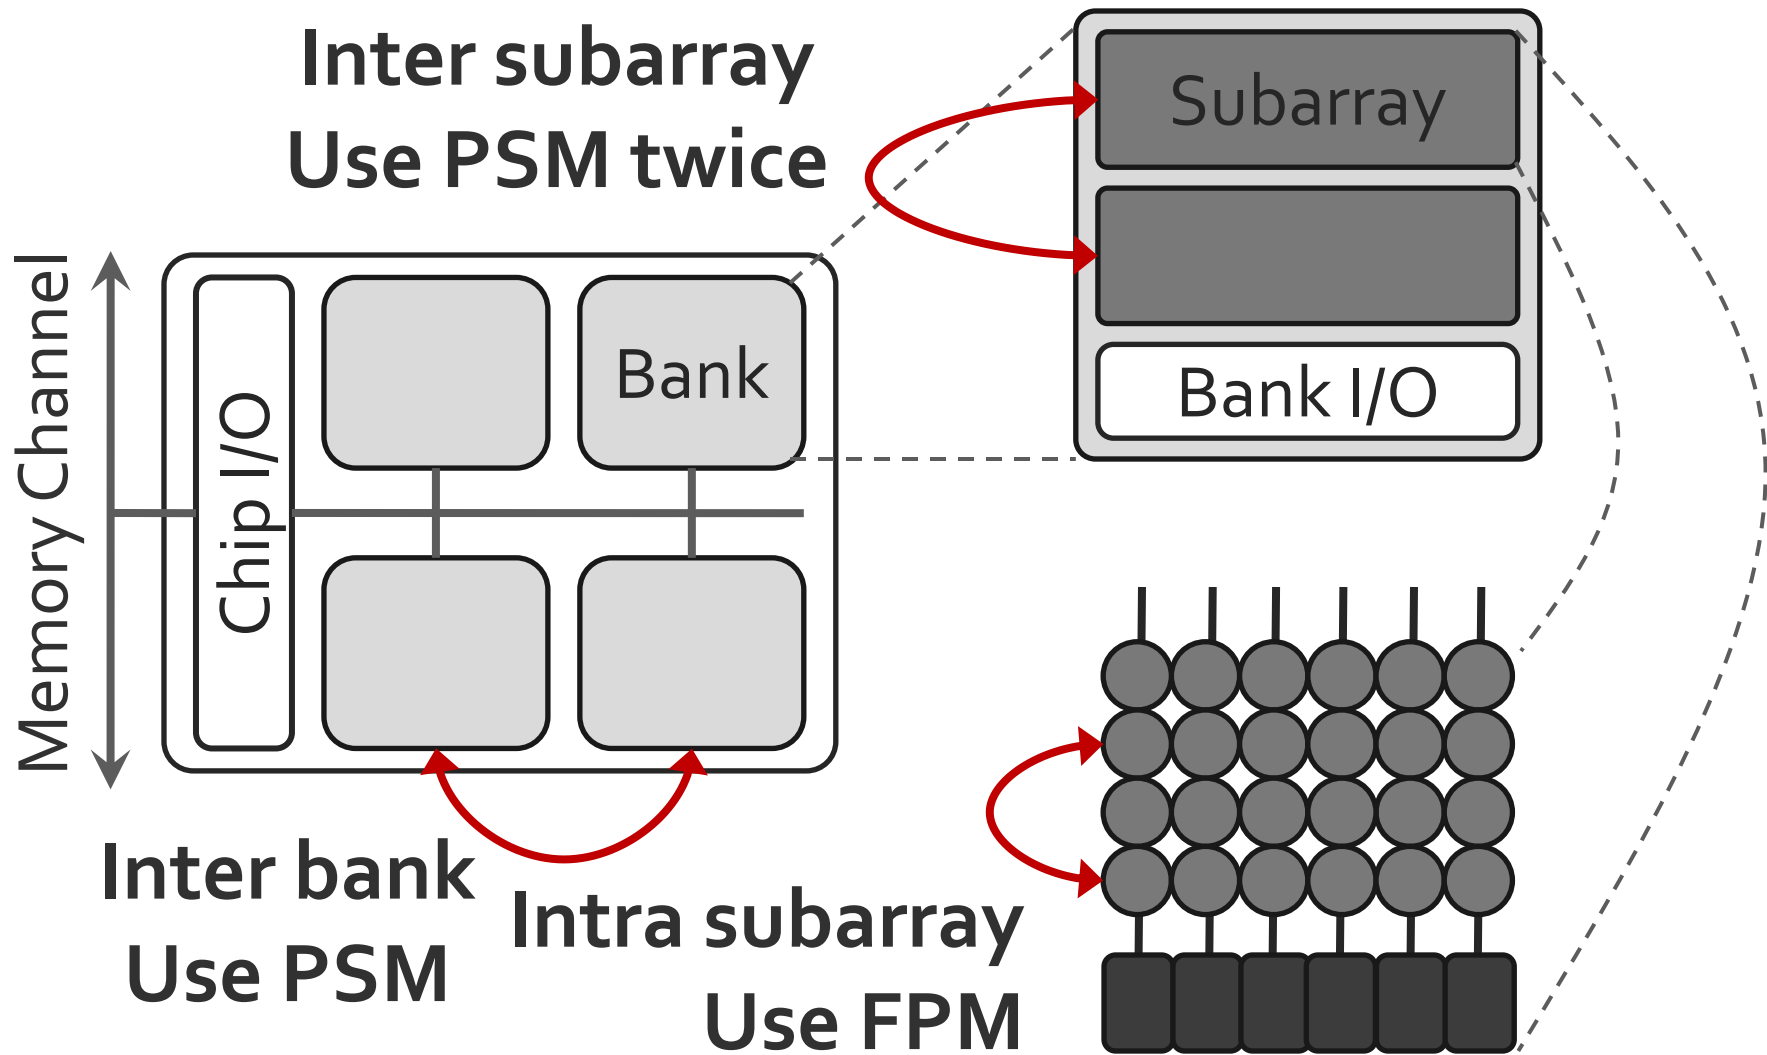 Inter subarray
Use PSM twice
Subarray
Bank I/O
Memory Channel
Chip I/O
Bank
Inter bank
Use PSM
Intra subarray
Use FPM